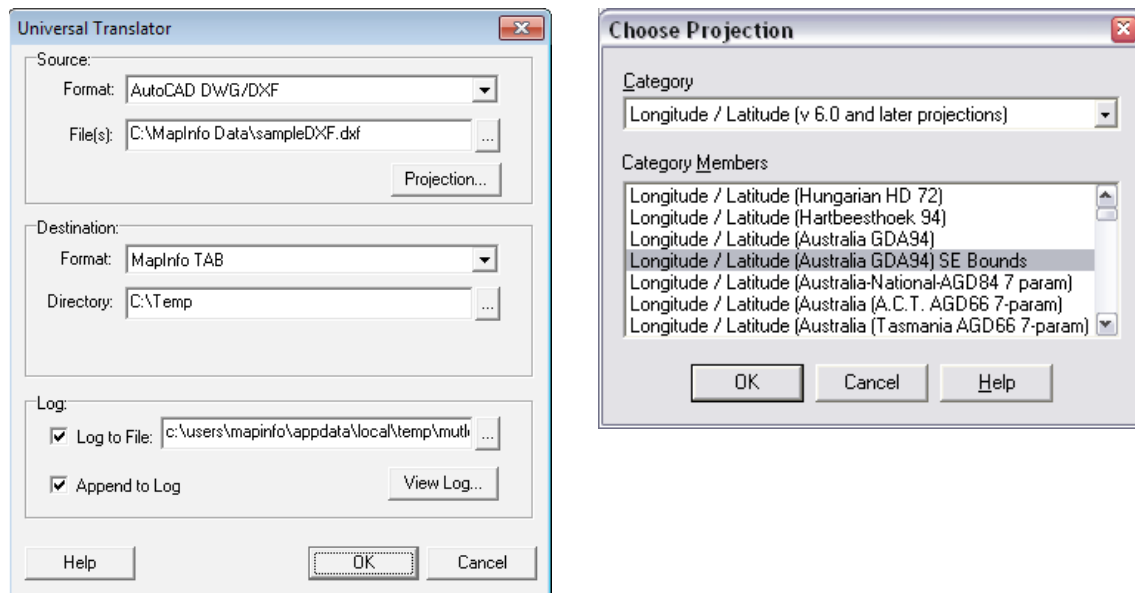 Universal Translator
Source:
Format: AutoCAD DWG/DXF
File(s): C:\MapInfo Data\sampleDXF.dxf ...
Projection...
Destination:
Format: MapInfo TAB
Directory: C:\Temp ...
Log:
Log to File: c:\users\mapinfo\appdata\local\temp\mutl ...
Append to Log View Log...
Help OK Cancel
Choose Projection
Category
Longitude / Latitude (v 6.0 and later projections)
Category Members
Longitude / Latitude (Hungarian HD 72)
Longitude / Latitude (Hartbeesthoek 94)
Longitude / Latitude (Australia GDA94)
Longitude / Latitude (Australia GDA94) SE Bounds
Longitude / Latitude (Australia-National-AGD84 7 param)
Longitude / Latitude (Australia (A.C.T. AGD66 7-param)
Longitude / Latitude (Australia (Tasmania AGD66 7-param)
OK Cancel Help